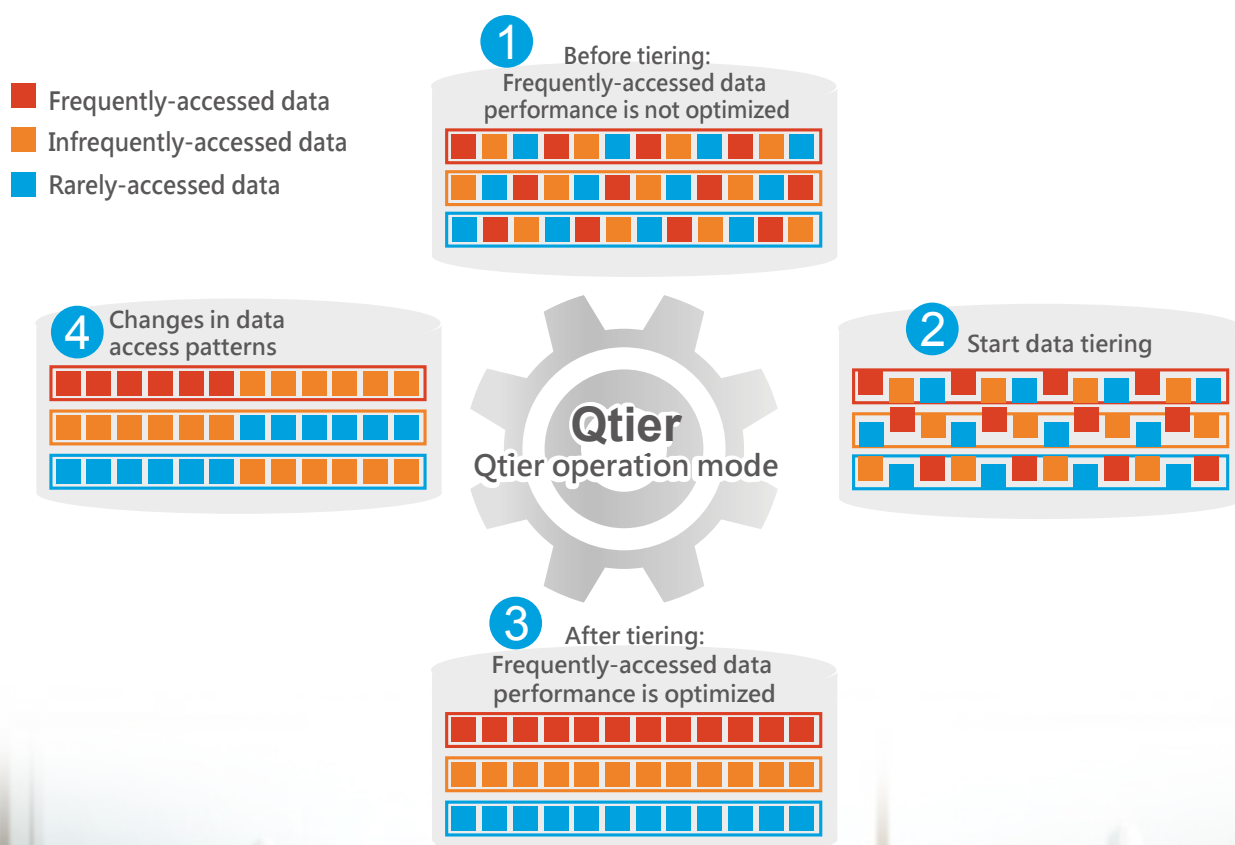 1
Before tiering:
Frequently-accessed data
performance is not optimized
Frequently-accessed data
Infrequently-accessed data
Rarely-accessed data
4
Changes in data
access patterns
2
Start data tiering
Qtier
Qtier operation mode
3
After tiering:
Frequently-accessed data
performance is optimized